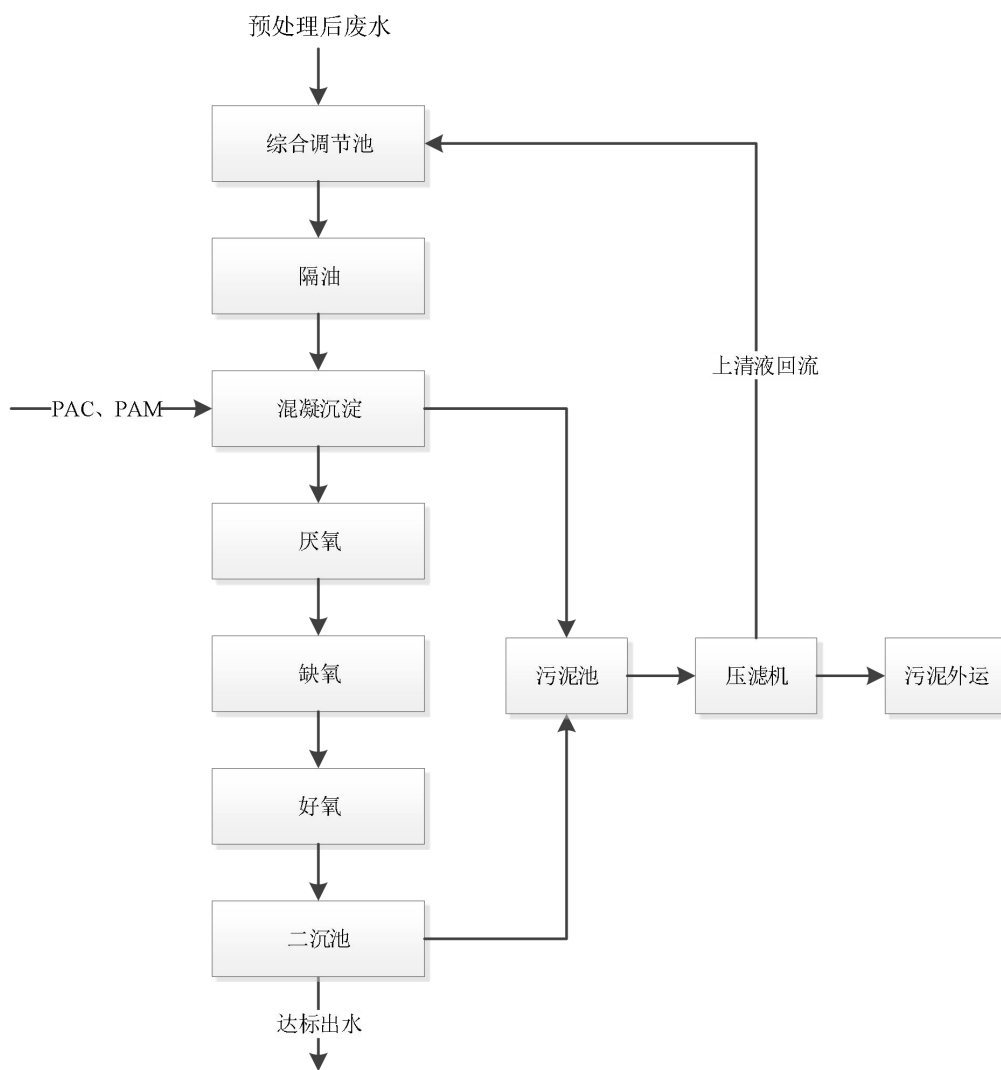 预处理后废水
综合调节池
隔油
上清液回流
PAC、PAM
混凝沉淀
厌氧
缺氧
污泥池
压滤机
污泥外运
好氧
二沉池
达标出水